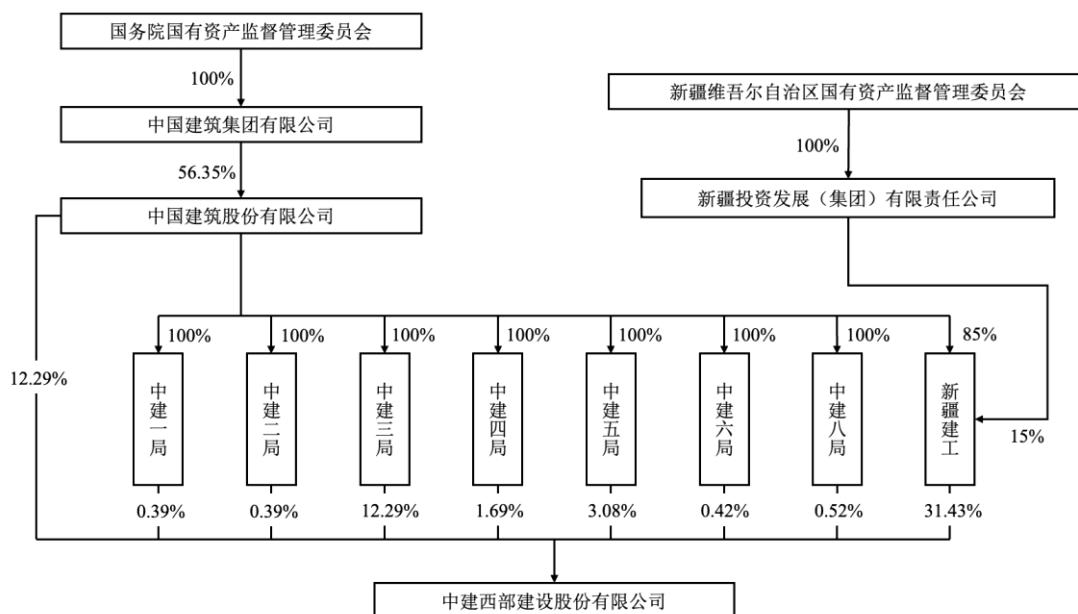 国务院国有资产监督管理委员会
100%
新疆维吾尔自治区国有资产监督管理委员会
中国建筑集团有限公司
100%
56.35%
新疆投资发展（集团）有限责任公司
中国建筑股份有限公司
100%
100%
100%
100%
100%
100%
100%
85%
12.29%
中建一局
中建二局
中建三局
中建四局
中建五局
中建六局
中建八局
新疆建工
15%
0.39%
0.39%
12.29%
1.69%
3.08%
0.42%
0.52%
31.43%
中建西部建设股份有限公司